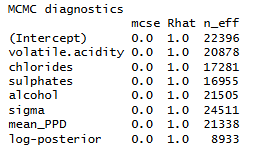 MCMC diagnostics
mcse Rhat n_eff
(Intercept) 0.0 1.0 22396
volatile.acidity 0.0 1.0 20878
chlorides 0.0 1.0 17281
sulphates 0.0 1.0 16955
alcohol 0.0 1.0 21505
sigma 0.0 1.0 24511
mean_PPD 0.0 1.0 21338
log-posterior 0.0 1.0 8933